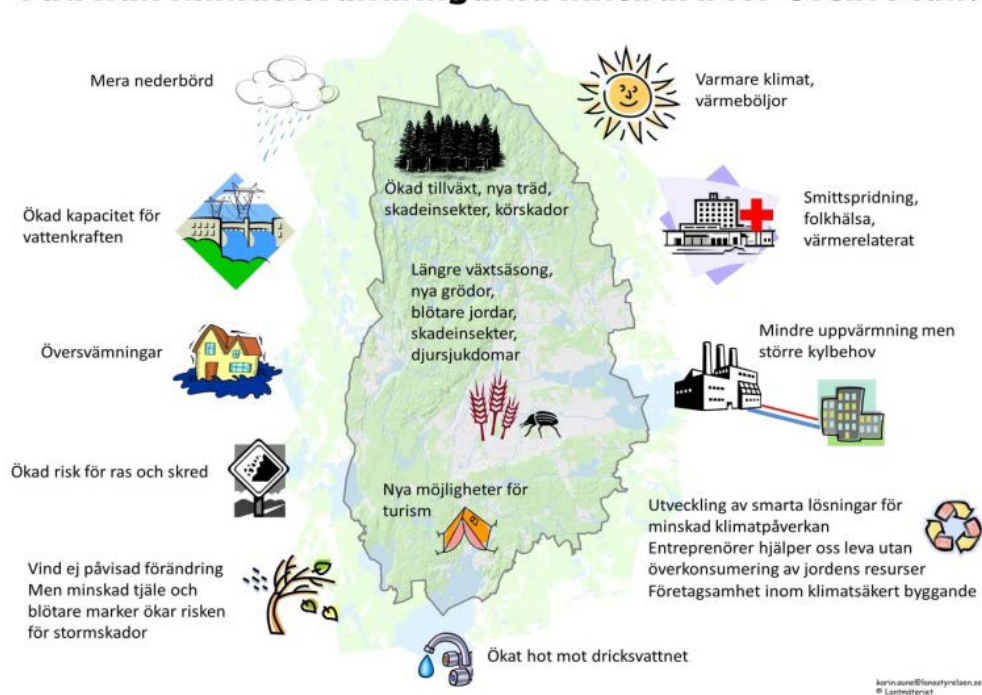 Mera nederbörd
Varmare klimat,
värmeböljor
Ökad tillväxt, nya träd,
skadeinsekter, körskador
Ökad kapacitet för
vattenkraften
Smittspridning,
folkhälsa,
värmerelaterat
Längre växtsäsong,
nya grödor,
blötare jordar,
skadeinsekter,
djursjukdomar
Översvämningar
Mindre uppvärmning men
större kylbehov
Ökad risk för ras och skred
Nya möjligheter för
turism
Utveckling av smarta lösningar för
minskad klimatpåverkan
Entreprenörer hjälper oss leva utan
överkonsumering av jordens resurser
Företagsamhet inom klimatsäkert byggande
Vind ej påvisad förändring
Men minskad tjäle och
blötare marker ökar risken
för stormskador
Ökat hot mot dricksvattnet
karin.aune@lansstyrelsen.se
© Lantmäteriet